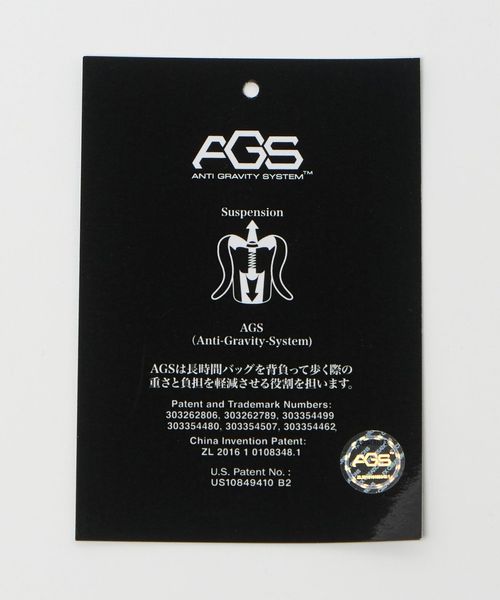 AGS
ANTI GRAVITY SYSTEM™
Suspension
AGS
(Anti-Gravity-System)
AGSは長時間バッグを背負って歩く際の
重さと負担を軽減させる役割を担います。
Patent and Trademark Numbers:
303262806, 303262789, 303354499
303354480, 303354507, 303354462
China Invention Patent:
ZL 2016 1 0108348.1
U.S. Patent No.:
US10849410 B2
AGS